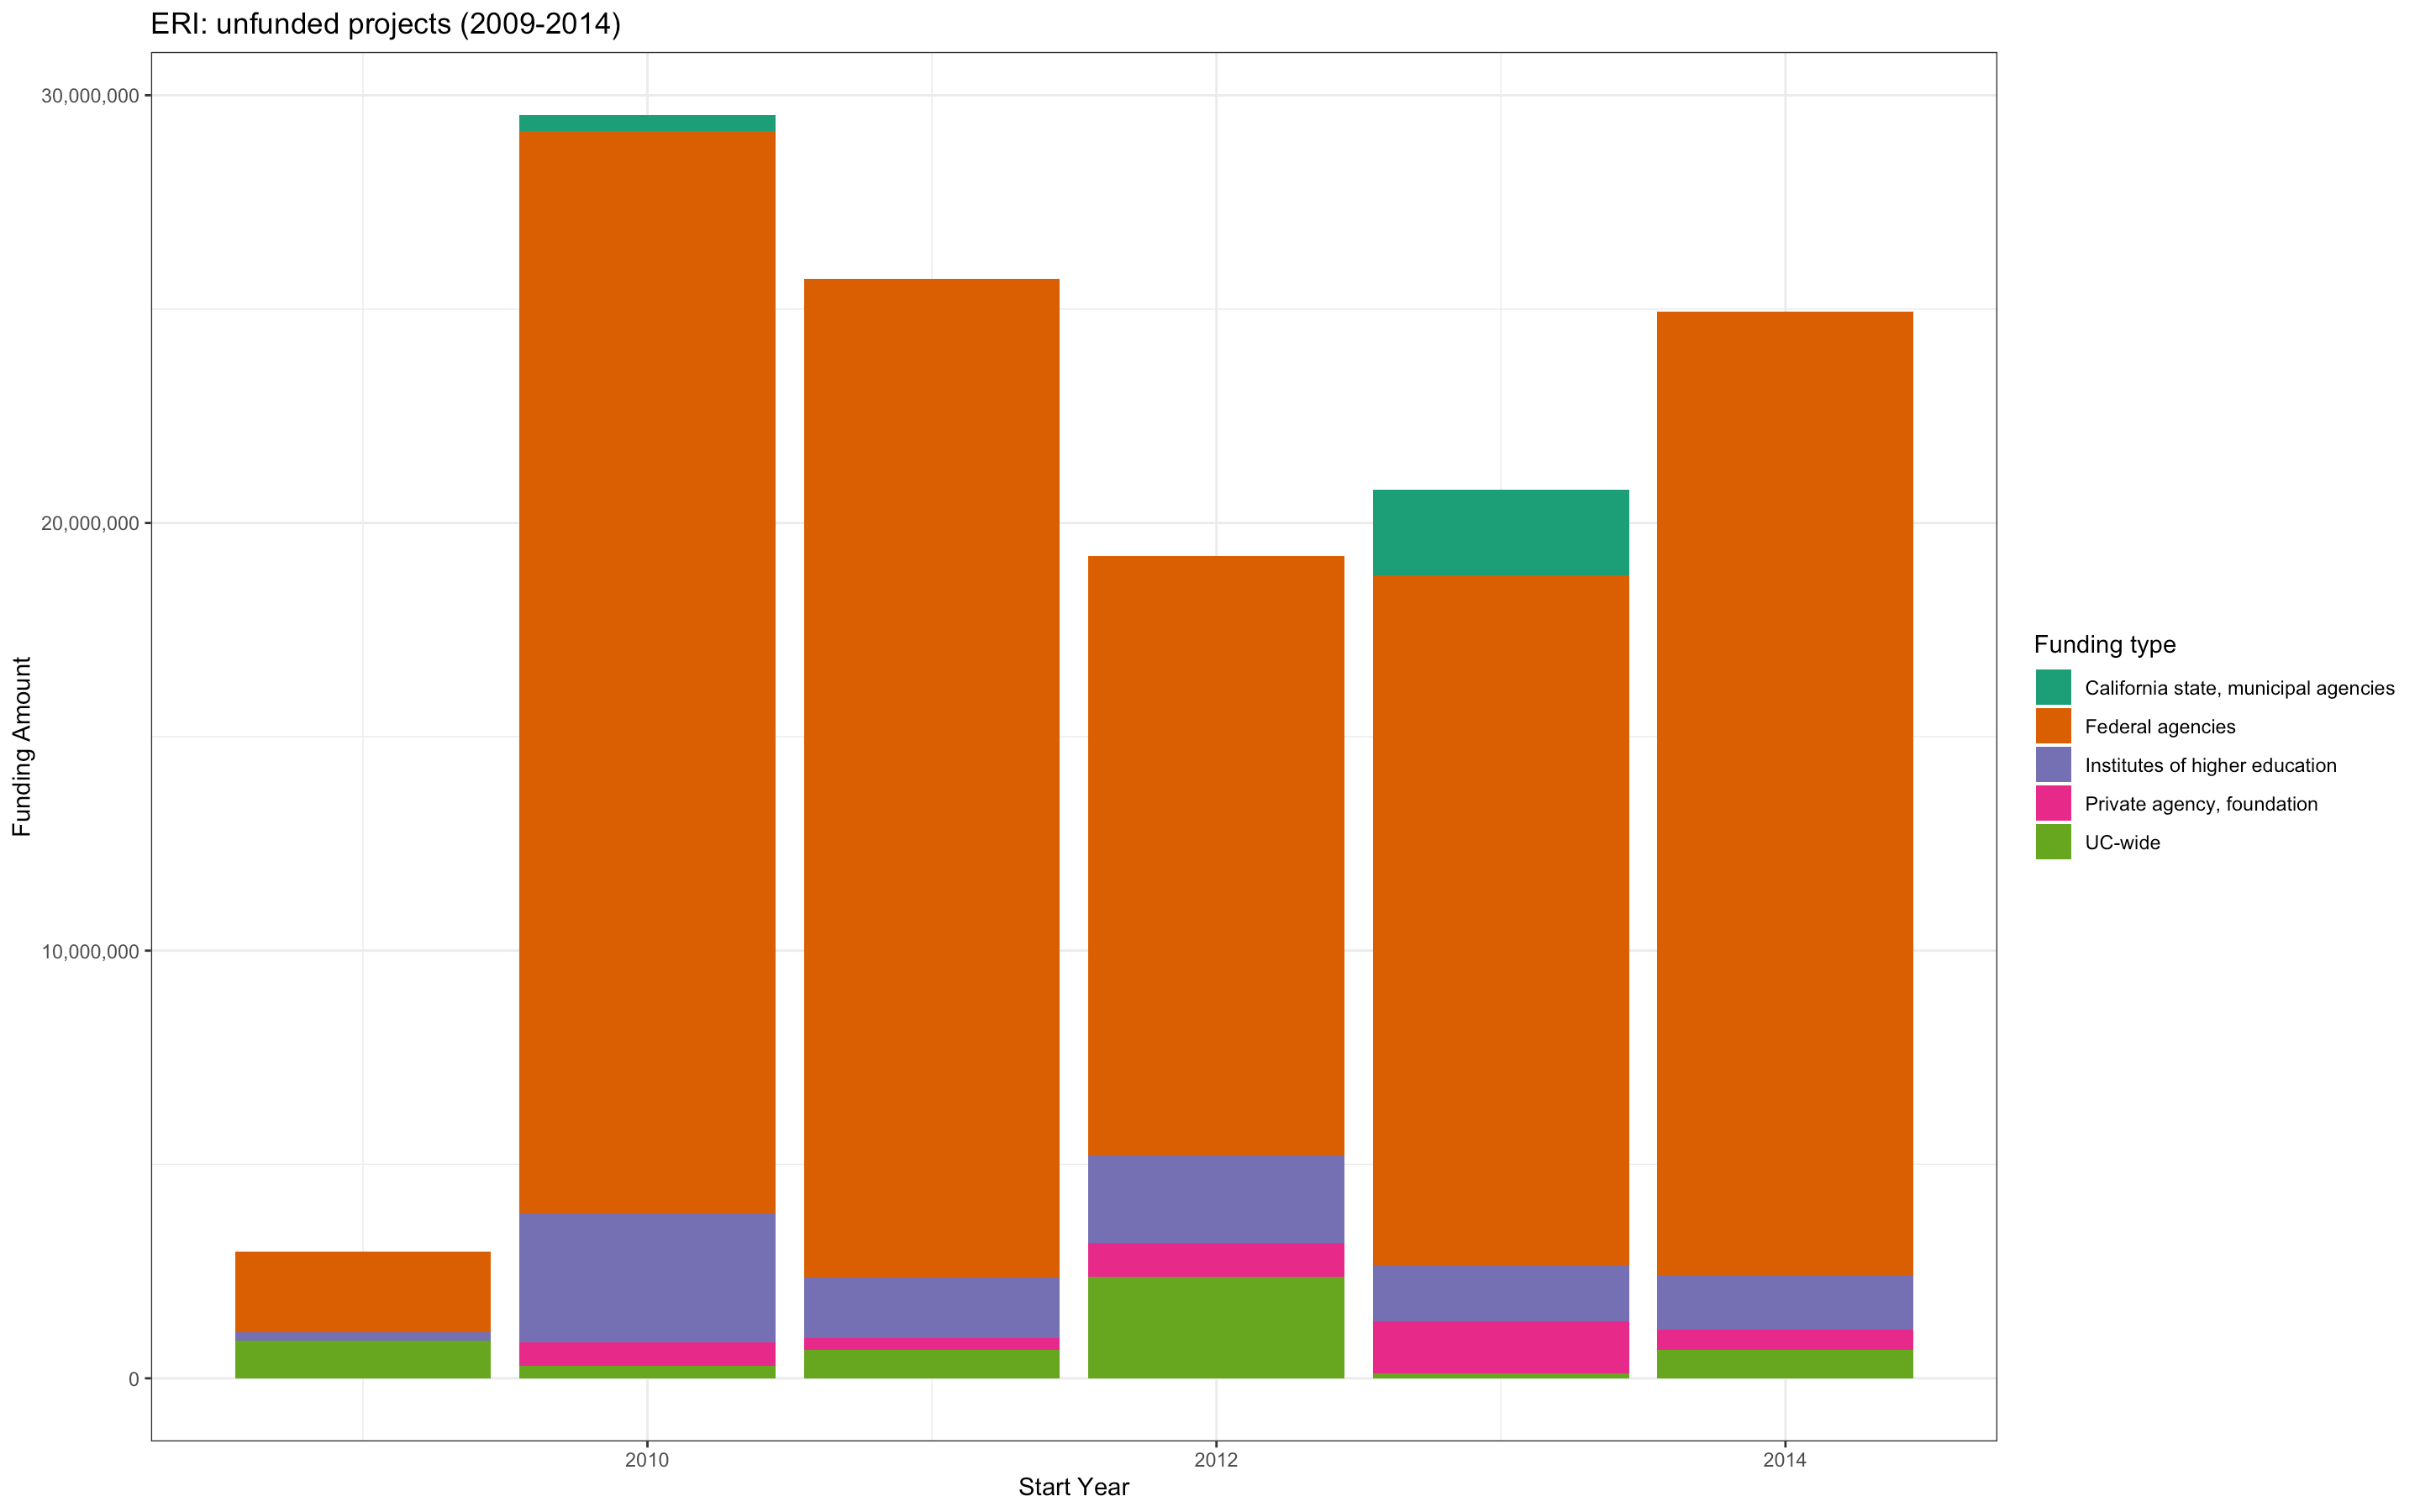 ERI: unfunded projects (2009-2014)
30,000,000
20,000,000
10,000,000
0
Funding Amount
2010
2012
2014
Start Year
Funding type
California state, municipal agencies
Federal agencies
Institutes of higher education
Private agency, foundation
UC-wide